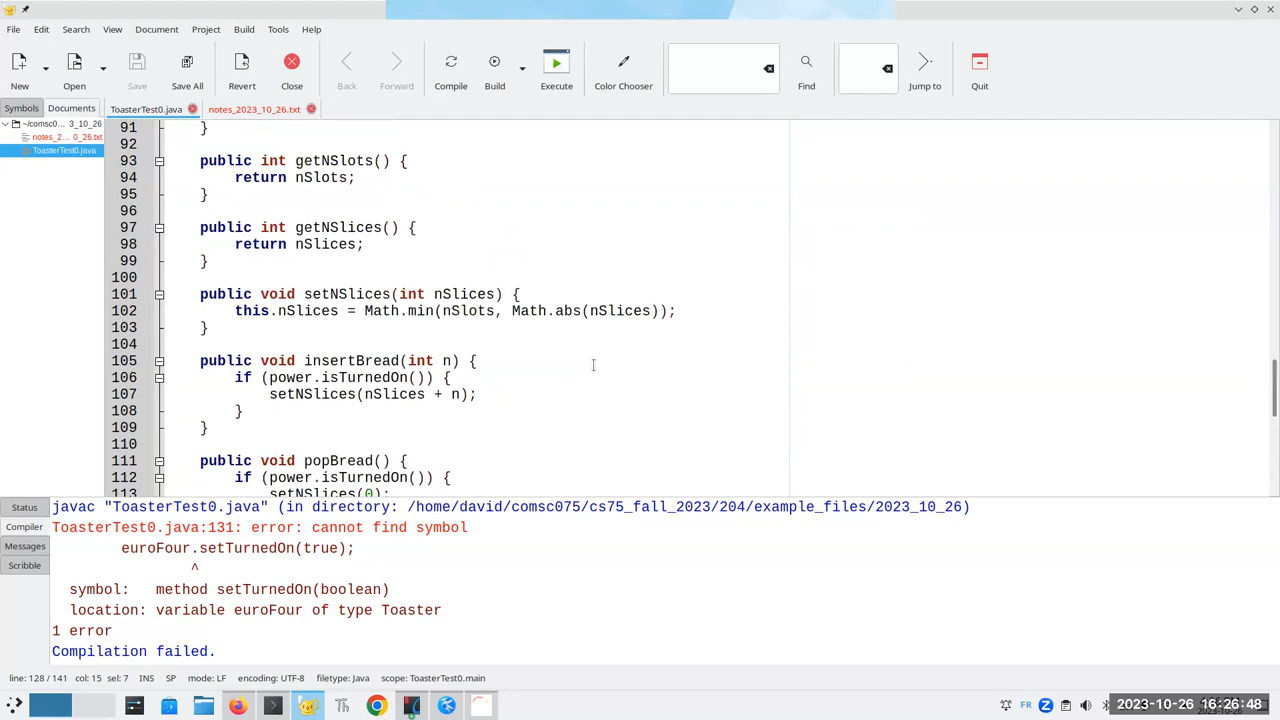 File Edit Search View Document Project Build Tools Help
New Open Save Save All Revert Close Back Forward Compile Build Execute Color Chooser Find Jump to Quit
Symbols Documents ToasterTest0.java notes_2023_10_26.txt
~/comsc0… 3_10_26
notes_2… 0_26.txt
ToasterTest0.java
91 }
92
93 public int getNSlots() {
94 return nSlots;
95 }
96
97 public int getNSlices() {
98 return nSlices;
99 }
100
101 public void setNSlices(int nSlices) {
102 this.nSlices = Math.min(nSlots, Math.abs(nSlices));
103 }
104
105 public void insertBread(int n) {
106 if (power.isTurnedOn()) {
107 setNSlices(nSlices + n);
108 }
109 }
110
111 public void popBread() {
112 if (power.isTurnedOn()) {
113 setNSlices(0);
Status
Compiler
Messages
Scribble
javac "ToasterTest0.java" (in directory: /home/david/comsc075/cs75_fall_2023/204/example_files/2023_10_26)
ToasterTest0.java:131: error: cannot find symbol
euroFour.setTurnedOn(true);
^
symbol: method setTurnedOn(boolean)
location: variable euroFour of type Toaster
1 error
Compilation failed.
line: 128 / 141 col: 15 sel: 7 INS SP mode: LF encoding: UTF-8 filetype: Java scope: ToasterTest0.main
FR 2023-10-26 16:26:48